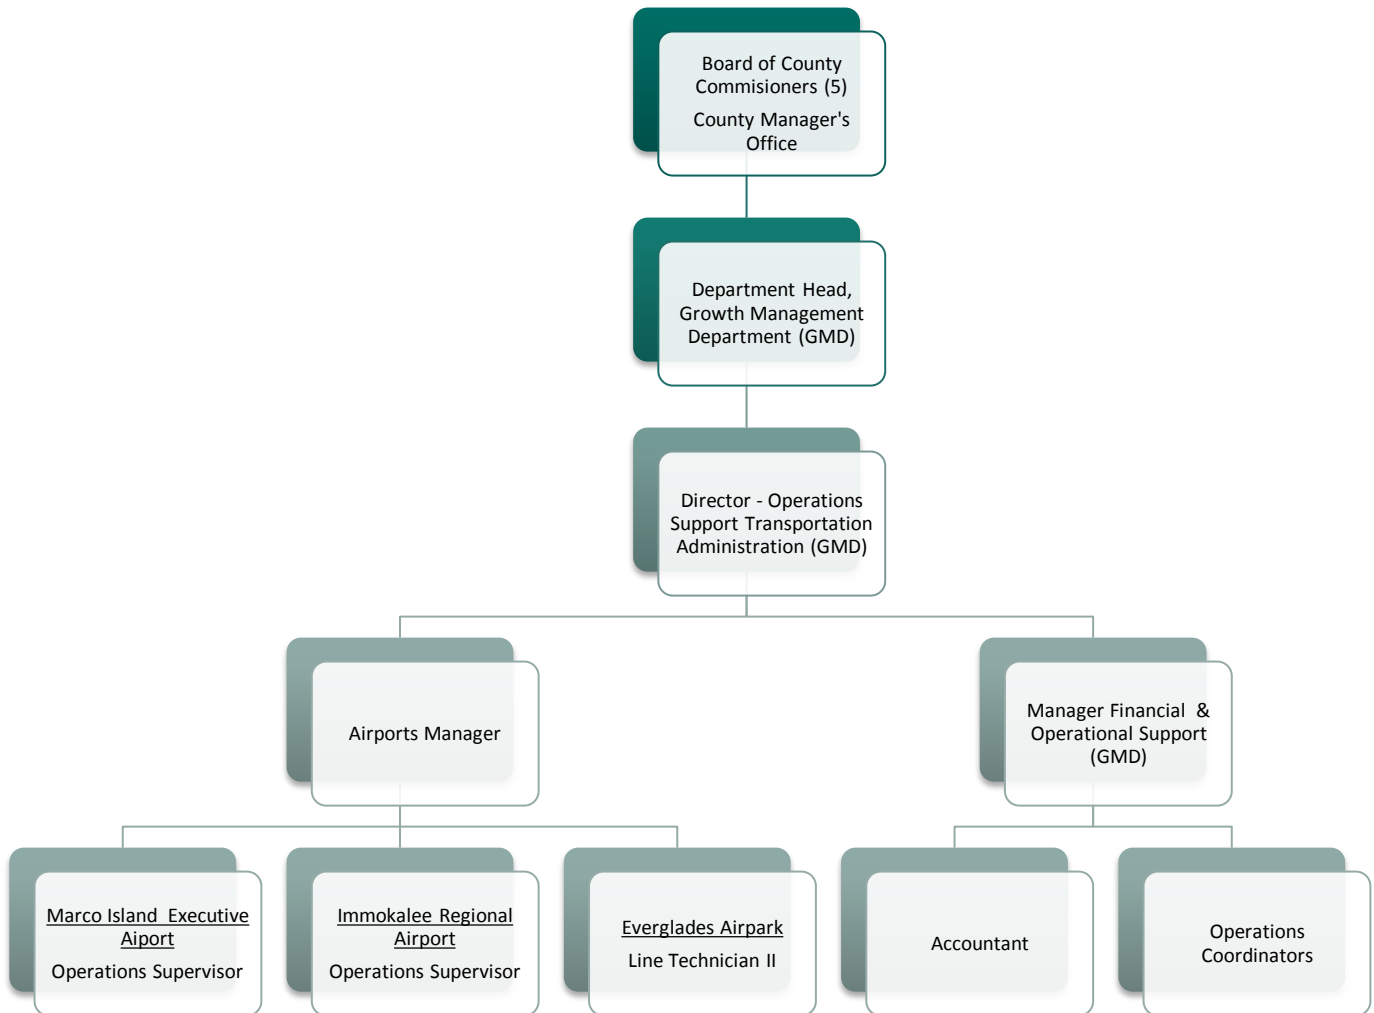 Board of County
Commisioners (5)
County Manager's
Office
Department Head,
Growth Management
Department (GMD)
Director - Operations
Support Transportation
Administration (GMD)
Airports Manager
Manager Financial &
Operational Support
(GMD)
Marco Island Executive
Aiport
Operations Supervisor
Immokalee Regional
Airport
Operations Supervisor
Everglades Airpark
Line Technician II
Accountant
Operations
Coordinators